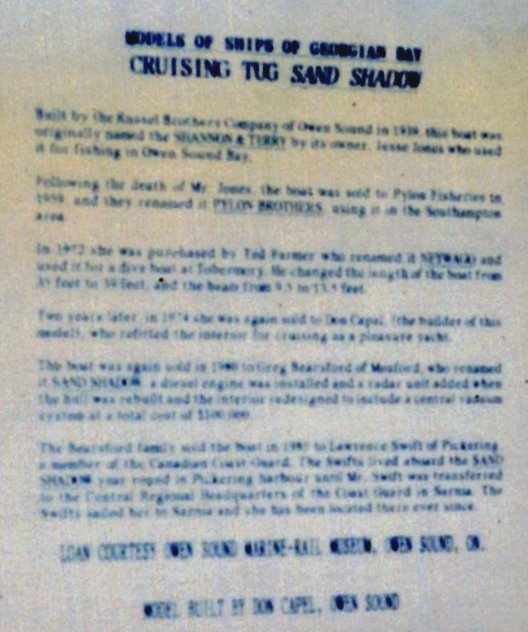 MODELS OF SHIPS OF GEORGIAN BAY
CRUISING TUG SAND SHADOW
Built by the Russel Brothers Company of Owen Sound in 1939, this boat was
originally named the SHANNON & TERRY by its owner, Jesse Jones who used
it for fishing in Owen Sound Bay.
Following the death of Mr. Jones, the boat was sold to Pylon Fisheries in
1959, and they renamed it PYLON BROTHERS, using it in the Southampton
area.
In 1972 she was purchased by Ted Farmer who renamed it and
used it for a dive boat at Tobermory. He changed the length of the boat from
35 feet to 39 feet, and the beam from 9.5 to 13.5 feet.
Two years later, in 1974 she was again sold to Don Capel, (the builder of this
model), who refitted the interior for cruising as a pleasure yacht.
This boat was again sold in 1980 to Greg Bearsford of Meaford, who renamed
it SAND SHADOW, a diesel engine was installed and a radar unit added when
the hull was rebuilt and the interior redesigned to include a central vacuum
system at a total cost of $100,000.
The Bearsford family sold the boat in to Lawrence Swift of Pickering,
a member of the Canadian Coast Guard. The Swifts lived aboard the SAND
SHADOW year round in Pickering harbour until Mr. Swift was transferred
to the Central Regional Headquarters of the Coast Guard in Sarnia. The
Swifts sailed her to Sarnia and she has been located there ever since.
LOAN COURTESY OWEN SOUND MARINE-RAIL MUSEUM, OWEN SOUND, ON.
MODEL BUILT BY DON CAPEL, OWEN SOUND